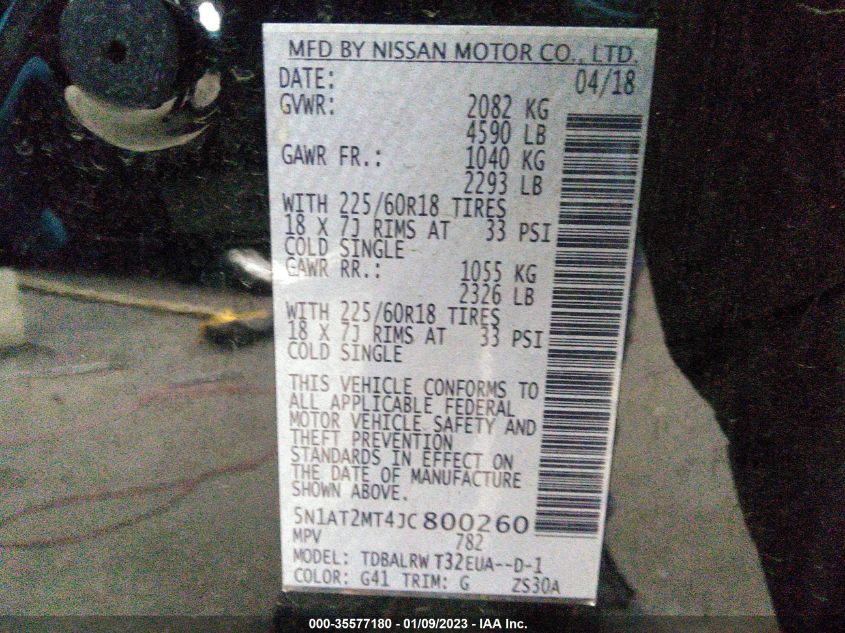 MFD BY NISSAN MOTOR CO., LTD.
DATE: 04/18
GVWR: 2082 KG
4590 LB
GAWR FR.: 1040 KG
2293 LB
WITH 225/60R18 TIRES
18 X 7J RIMS AT 33 PSI
COLD SINGLE
GAWR RR.: 1055 KG
2326 LB
WITH 225/60R18 TIRES
18 X 7J RIMS AT 33 PSI
COLD SINGLE
THIS VEHICLE CONFORMS TO
ALL APPLICABLE FEDERAL
MOTOR VEHICLE SAFETY AND
THEFT PREVENTION
STANDARDS IN EFFECT ON
THE DATE OF MANUFACTURE
SHOWN ABOVE.
5N1AT2MT4JC800260
MPV 782
MODEL: TDBALRW T32EUA--D-1
COLOR: G41 TRIM: G ZS30A
000-35577180 - 01/09/2023 - IAA Inc.